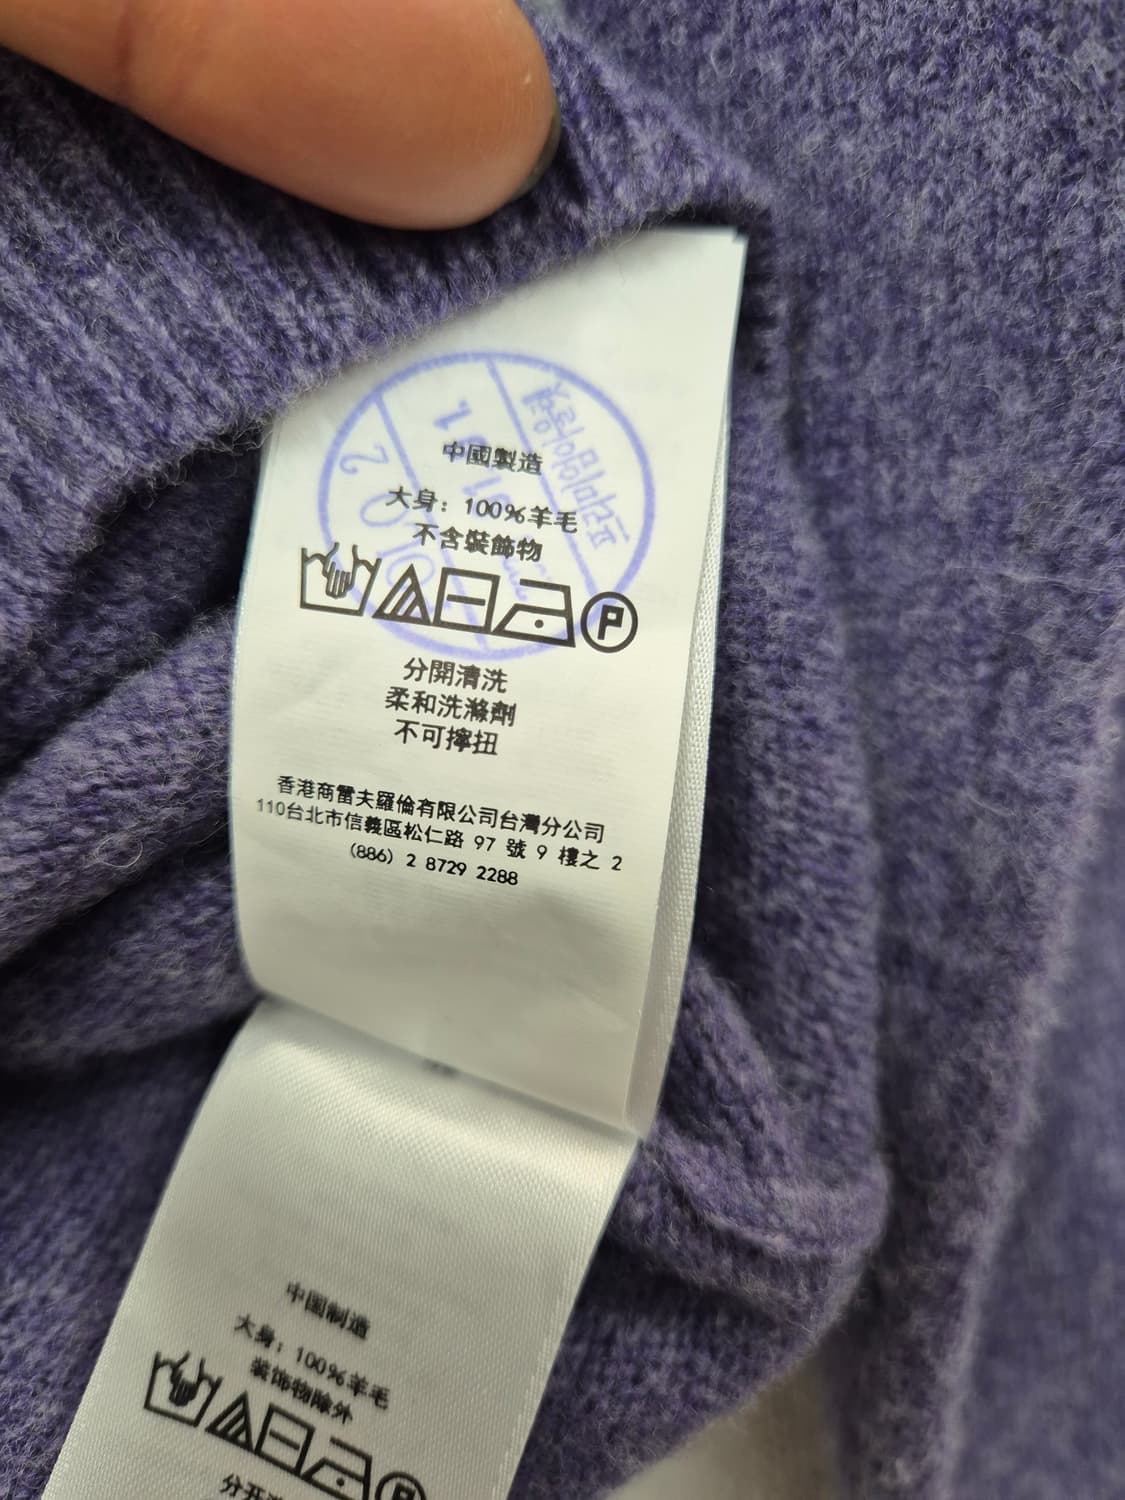 中國製造
大身：100%羊毛
不含裝飾物
P
分開清洗
柔和洗滌劑
不可擰扭
香港商雷夫羅倫有限公司台灣分公司
110台北市信義區松仁路 97 號 9 樓之 2
(886) 2 8729 2288
中国制造
大身：100%羊毛
装饰物除外
P